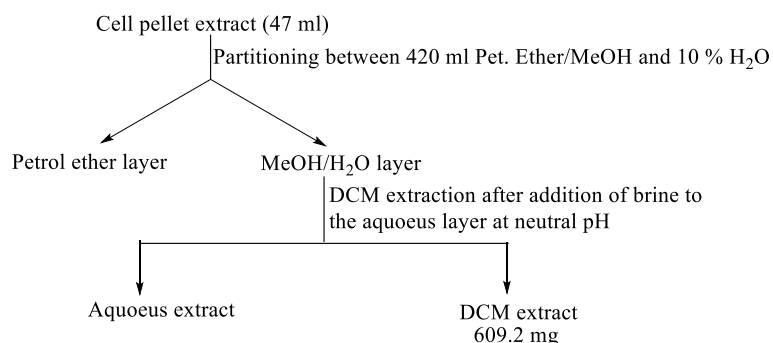 Cell pellet extract (47 ml)
Partitioning between 420 ml Pet. Ether/MeOH and 10 % H₂O
Petrol ether layer
MeOH/H₂O layer
DCM extraction after addition of brine to
the aquoeus layer at neutral pH
Aquoeus extract
DCM extract
609.2 mg